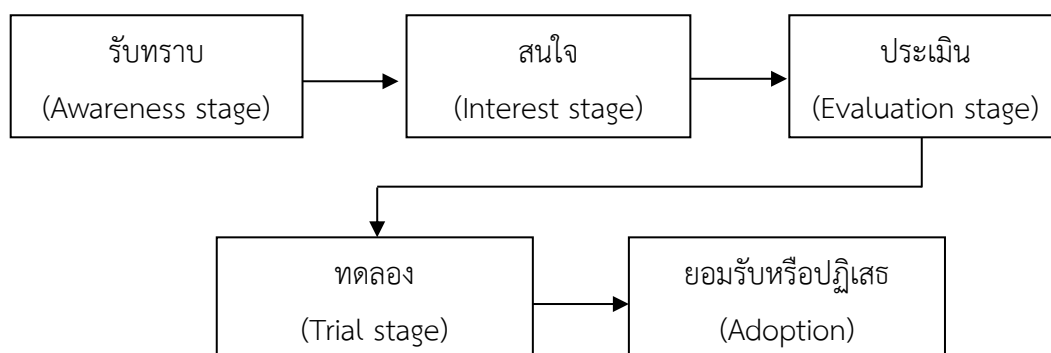 รับทราบ
(Awareness stage)
สนใจ
(Interest stage)
ประเมิน
(Evaluation stage)
ทดลอง
(Trial stage)
ยอมรับหรือปฏิเสธ
(Adoption)